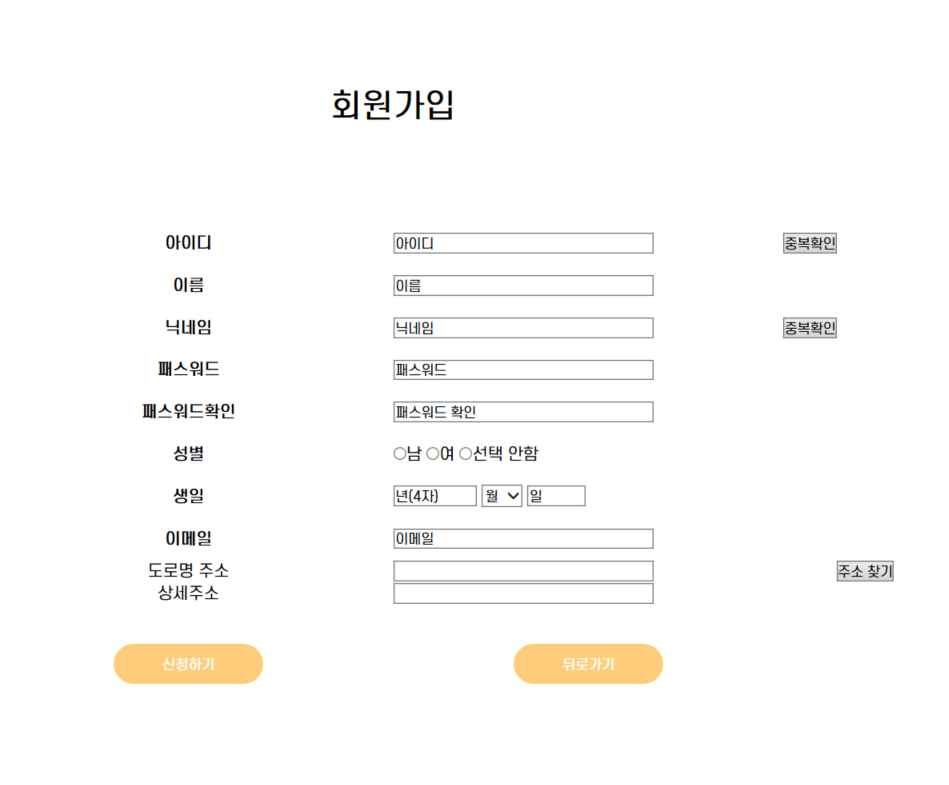 회원가입
아이디 아이디 중복확인
이름 이름
닉네임 닉네임 중복확인
패스워드 패스워드
패스워드확인 패스워드 확인
성별 남 여 선택 안함
생일 년(4자) 월 일
이메일 이메일
도로명 주소 주소 찾기
상세주소
신청하기 뒤로가기